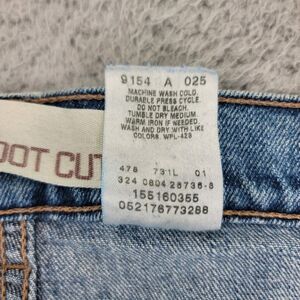 9154 A 025
MACHINE WASH COLD.
DURABLE PRESS CYCLE.
DO NOT BLEACH.
TUMBLE DRY MEDIUM.
WARM IRON IF NEEDED.
WASH AND DRY WITH LIKE
COLORS. WPL-423
OOT CUT
478 731L 01
324 0804 26736-8
155160355
052176773288